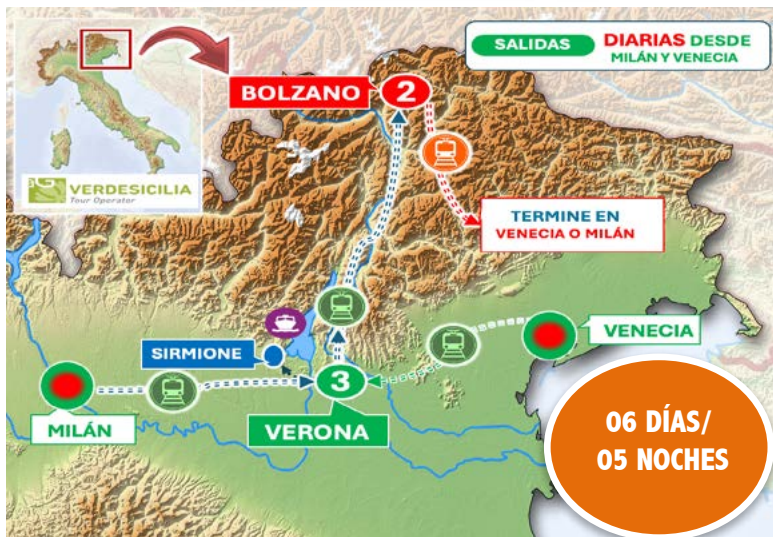 SALIDAS DIARIAS DESDE
MILÁN Y VENECIA
BOLZANO 2
VERDESICILIA
Tour Operator
TERMINE EN
VENECIA O MILÁN
SIRMIONE
VENECIA
MILÁN
3
VERONA
06 DÍAS/
05 NOCHES